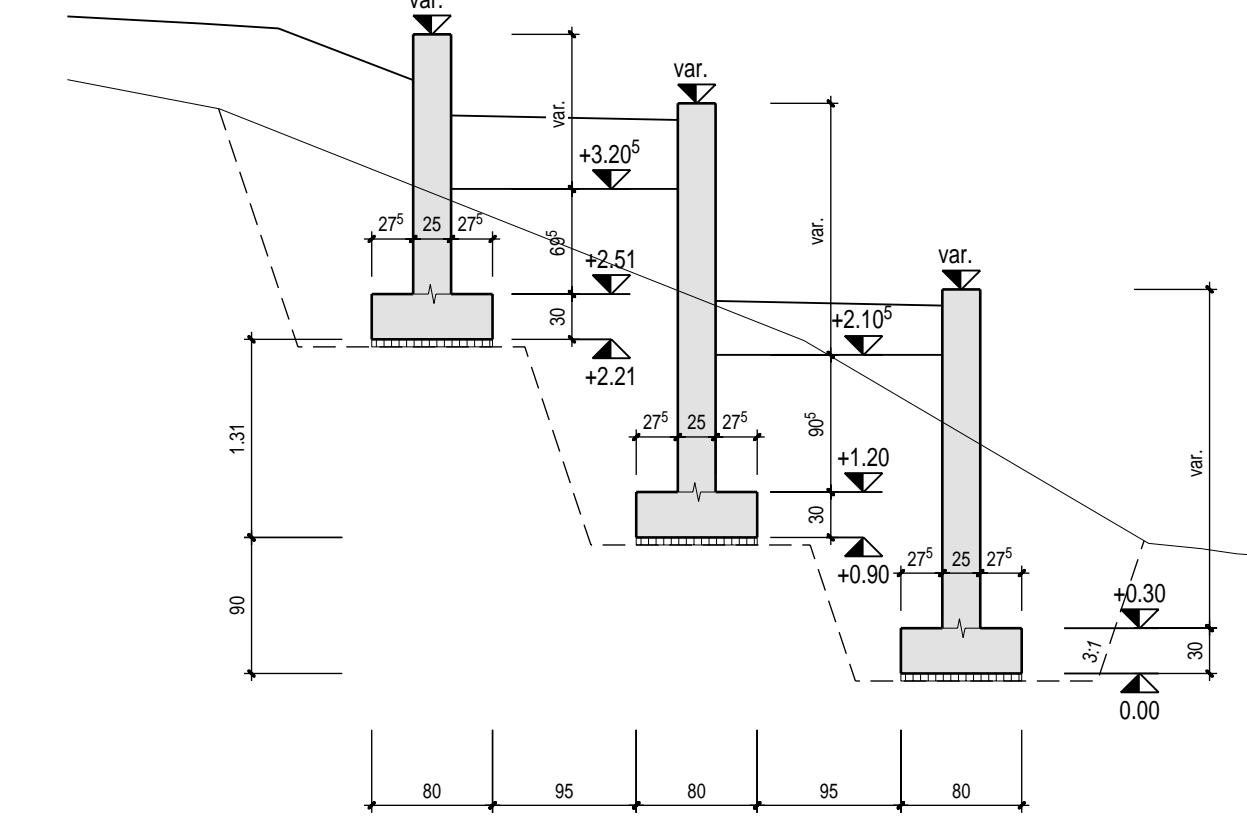 var.
var.
var.
+3.20⁵
27⁵ 25 27⁵
var.
69⁵
+2.51
var.
30
+2.10⁵
+2.21
1.31
27⁵ 25 27⁵
90⁵
+1.20
var.
30
+0.90
27⁵ 25 27⁵
90
+0.30
3:1
30
0.00
80 95 80 95 80